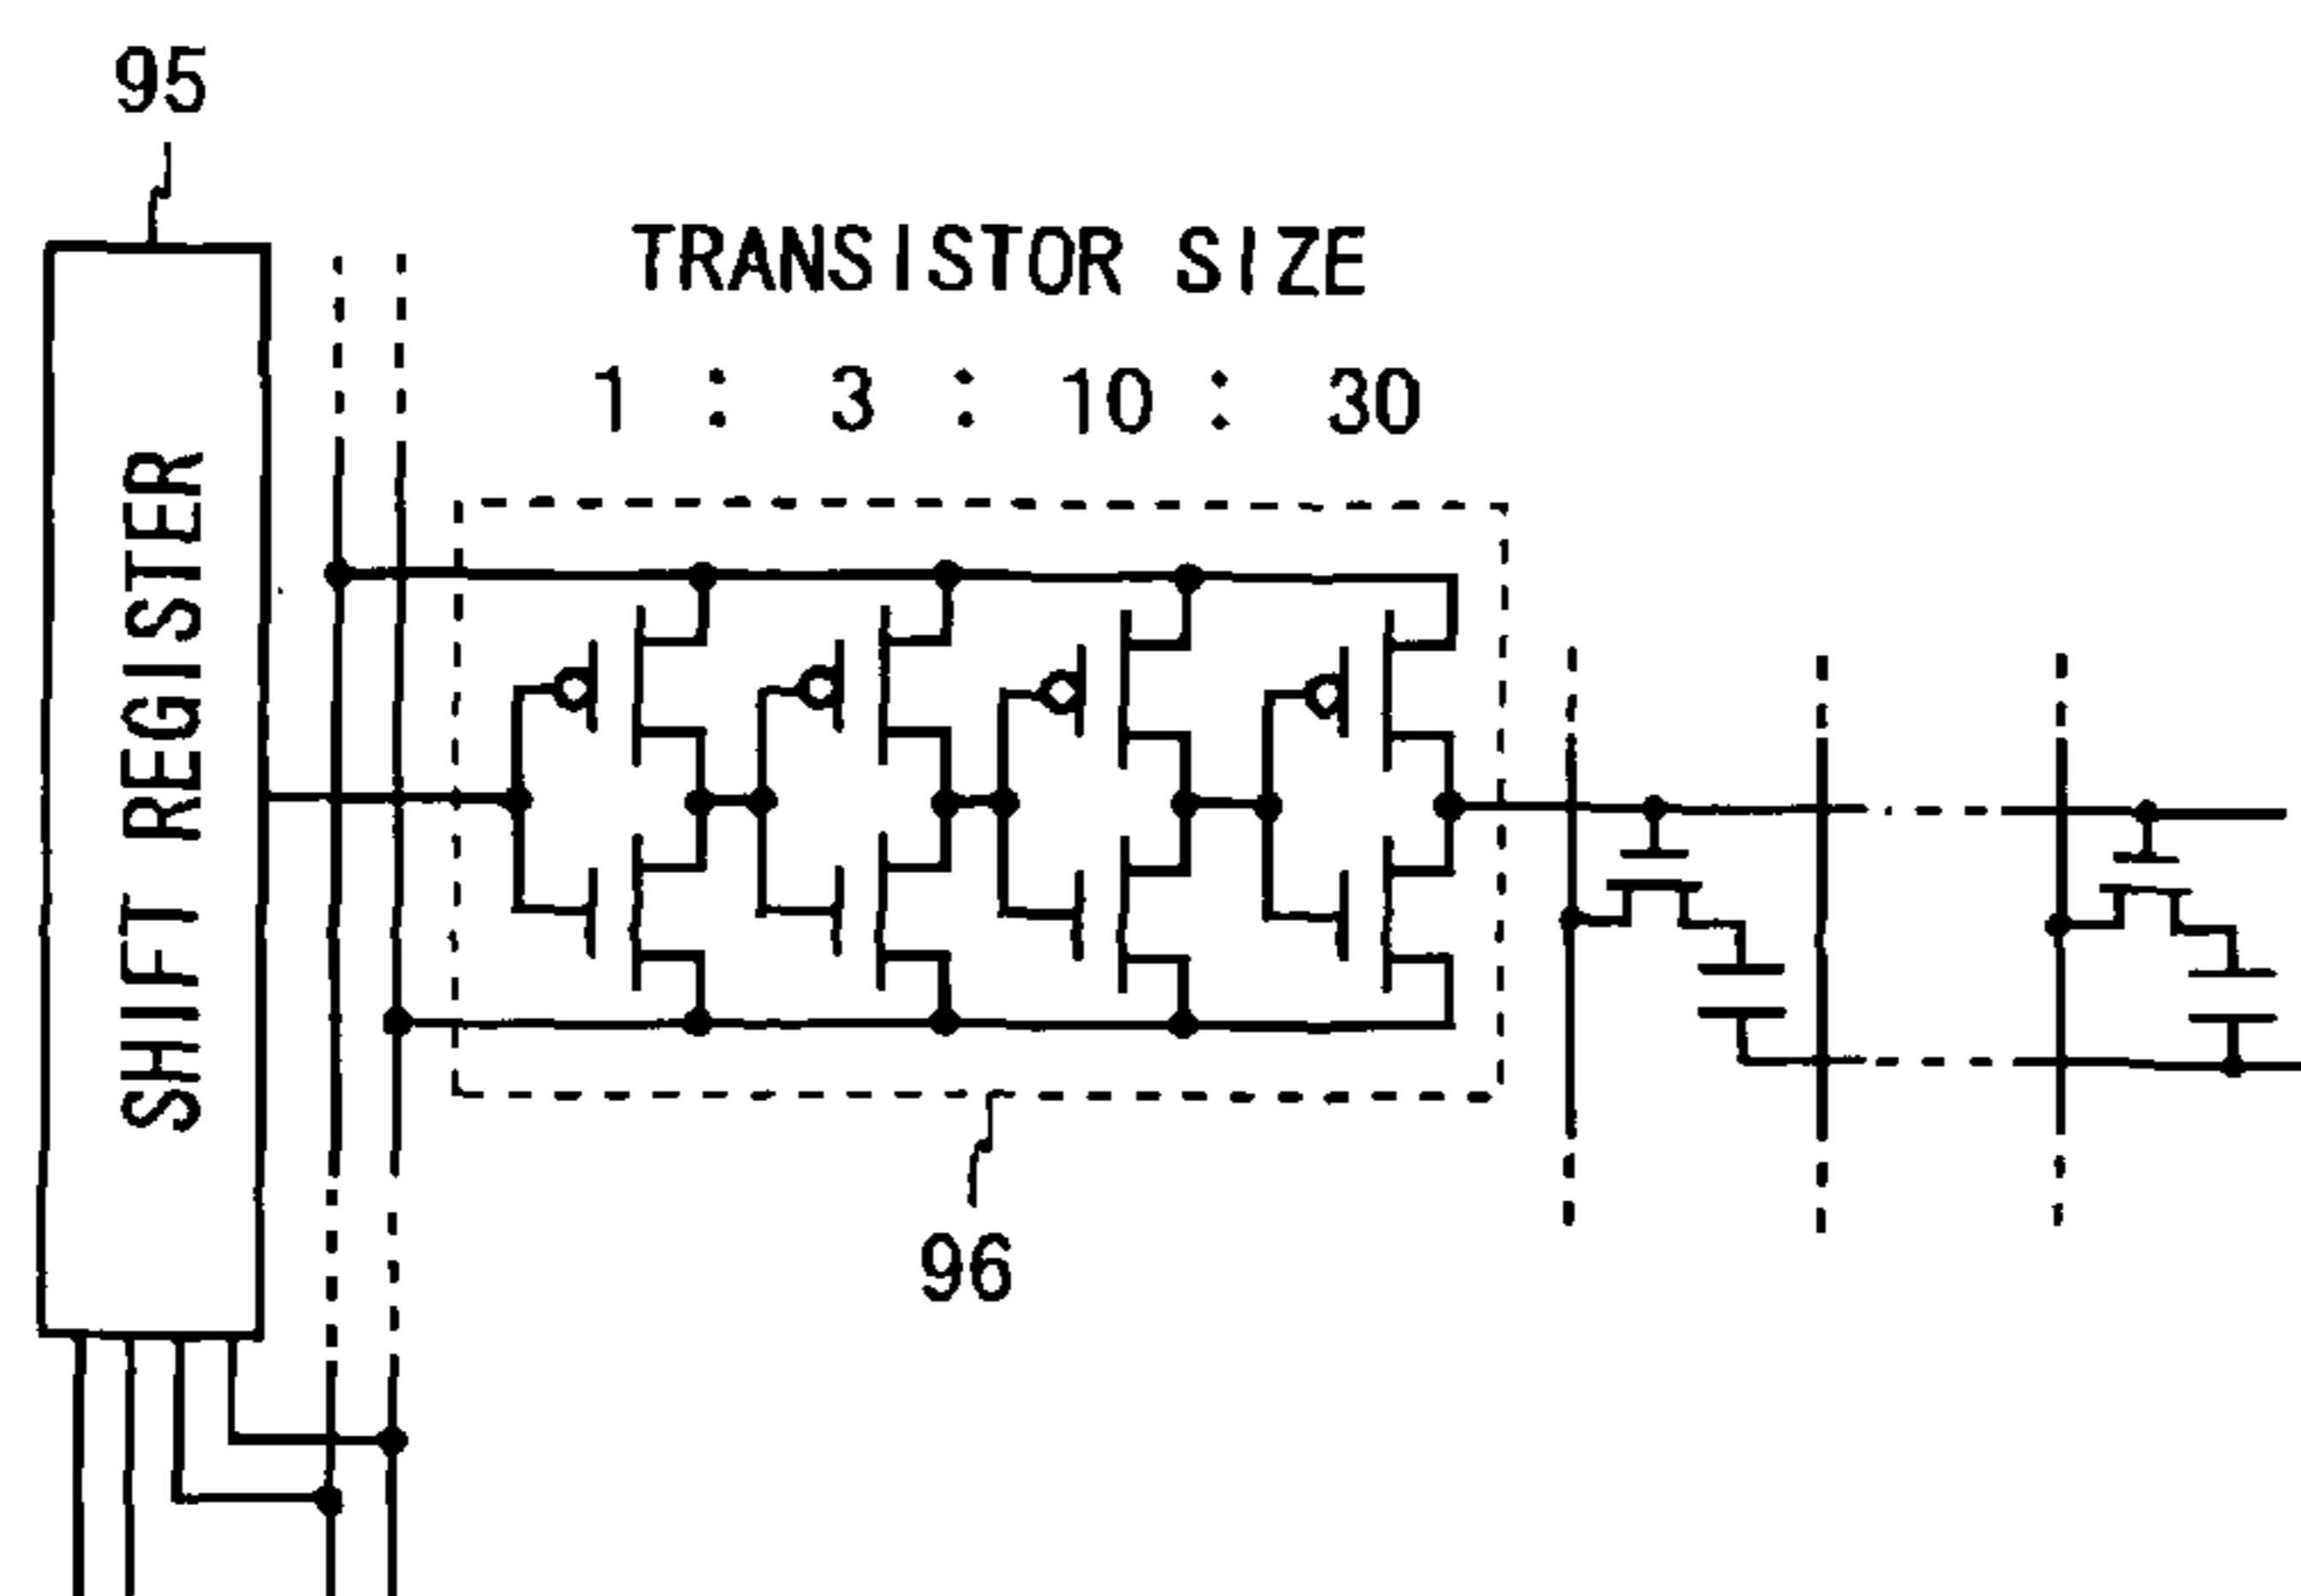 95
TRANSISTOR SIZE
1 : 3 : 10 : 30
SHIFT REGISTER
96